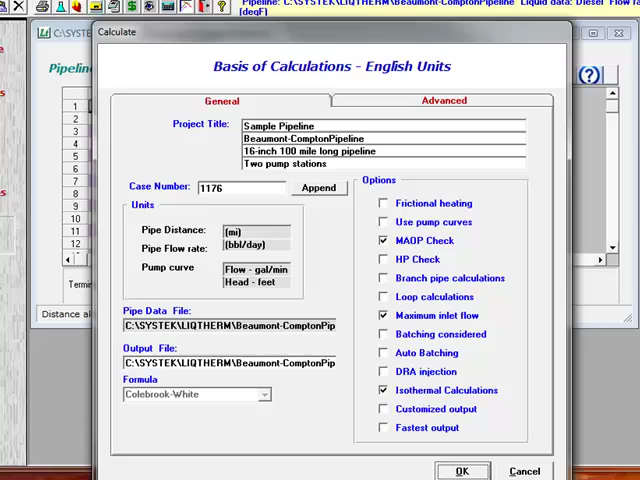 Pipeline: C:\SYSTEK\LIQTHERM\Beaumont-ComptonPipeline Liquid data: Diesel Flow ra
(degF)
Calculate
C:\SYSTE
Basis of Calculations - English Units
Pipeline
(?)
General
Advanced
1
2
3
4
5
6
7
8
9
10
11
12
Project Title:
Sample Pipeline
Beaumont-ComptonPipeline
16-inch 100 mile long pipeline
Two pump stations
Case Number:
1176
Append
Units
Pipe Distance:
(mi)
Pipe Flow rate:
(bbl/day)
Pump curve
Flow - gal/min
Head - feet
Pipe Data File:
C:\SYSTEK\LIQTHERM\Beaumont-ComptonPip
Output File:
C:\SYSTEK\LIQTHERM\Beaumont-ComptonPip
Formula
Colebrook-White
Options
Frictional heating
Use pump curves
MAOP Check
HP Check
Branch pipe calculations
Loop calculations
Maximum inlet flow
Batching considered
Auto Batching
DRA injection
Isothermal Calculations
Customized output
Fastest output
Termin
Distance al
OK
Cancel